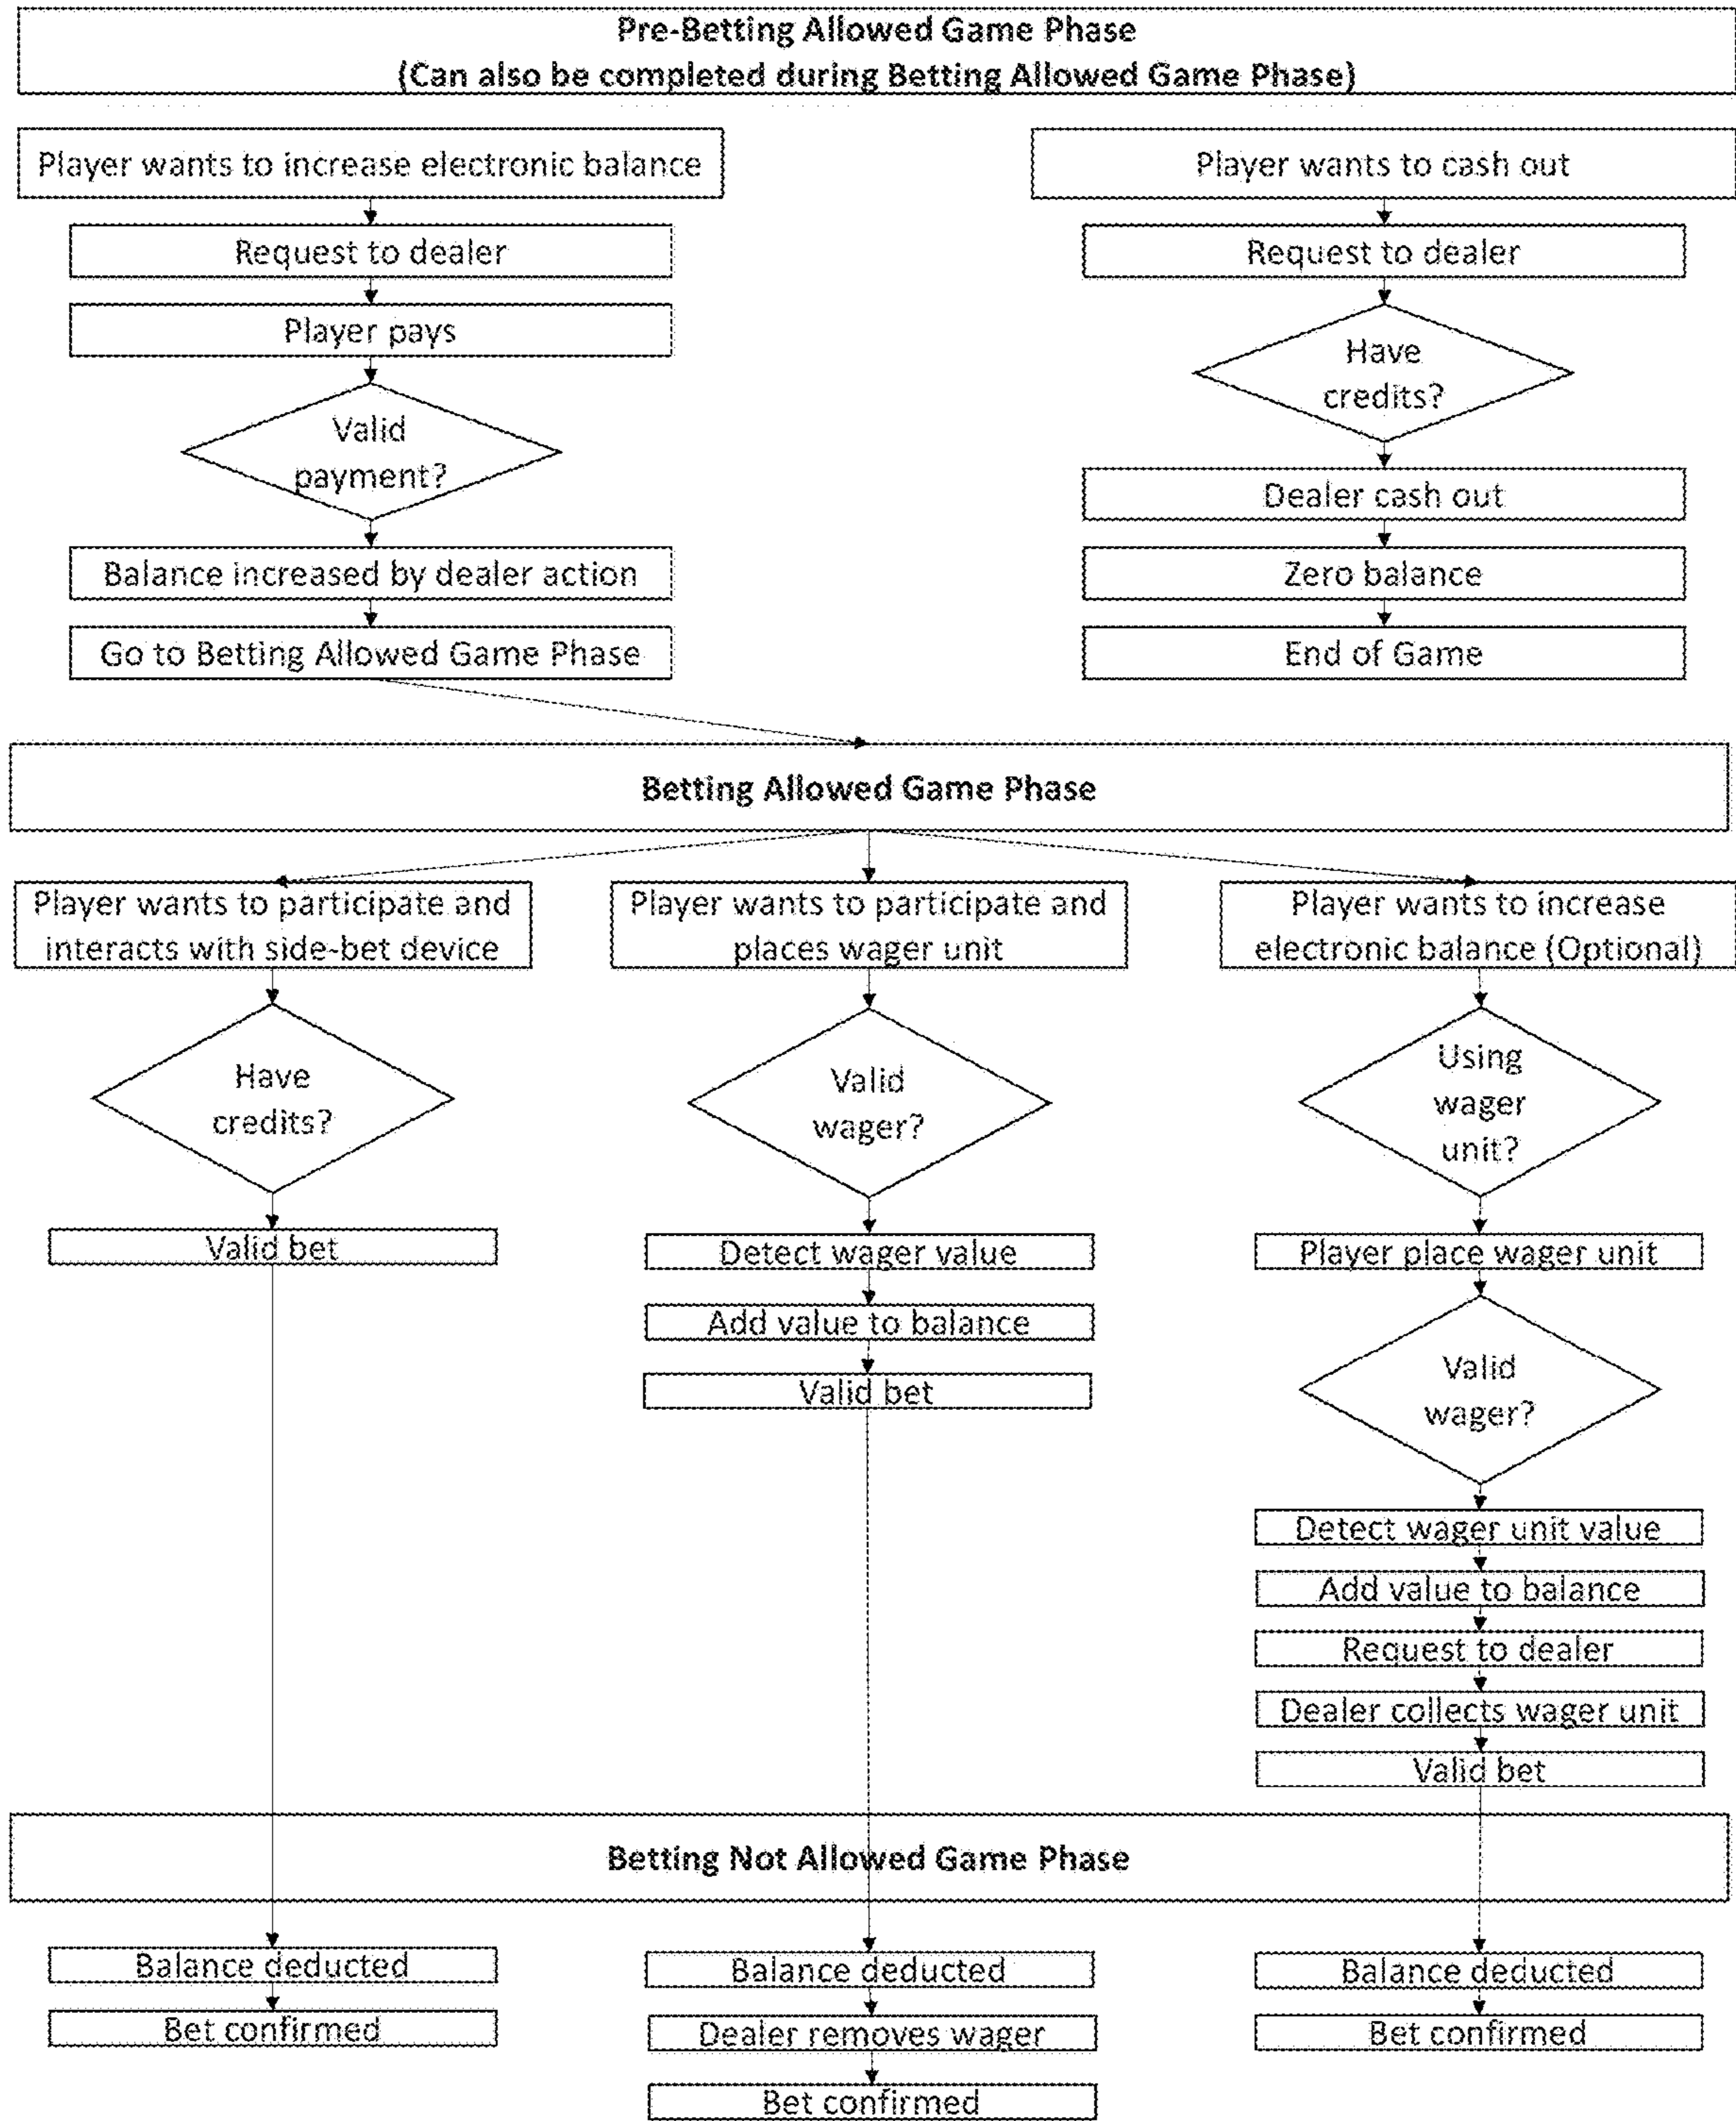 Pre-Betting Allowed Game Phase
(Can also be completed during Betting Allowed Game Phase)
Player wants to increase electronic balance
Request to dealer
Player pays
Valid
payment?
Balance increased by dealer action
Go to Betting Allowed Game Phase
Player wants to cash out
Request to dealer
Have
credits?
Dealer cash out
Zero balance
End of Game
Betting Allowed Game Phase
Player wants to participate and
interacts with side-bet device
Have
credits?
Valid bet
Player wants to participate and
places wager unit
Valid
wager?
Detect wager value
Add value to balance
Valid bet
Player wants to increase
electronic balance (Optional)
Using
wager
unit?
Player place wager unit
Valid
wager?
Detect wager unit value
Add value to balance
Request to dealer
Dealer collects wager unit
Valid bet
Betting Not Allowed Game Phase
Balance deducted
Bet confirmed
Balance deducted
Dealer removes wager
Bet confirmed
Balance deducted
Bet confirmed